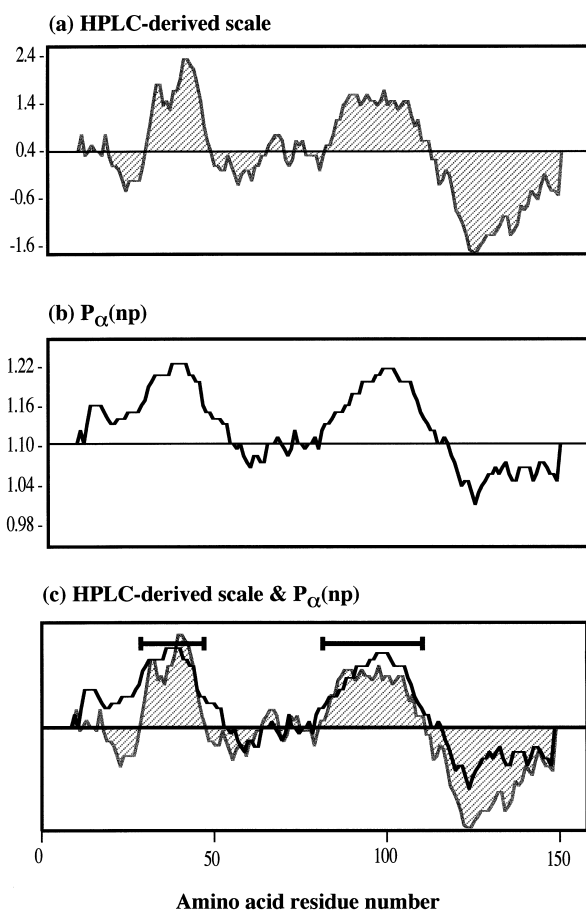 (a) HPLC-derived scale
2.4
1.4
0.4
-0.6
-1.6
(b) Pα(np)
1.22
1.16
1.10
1.04
0.98
(c) HPLC-derived scale & Pα(np)
0 50 100 150
Amino acid residue number